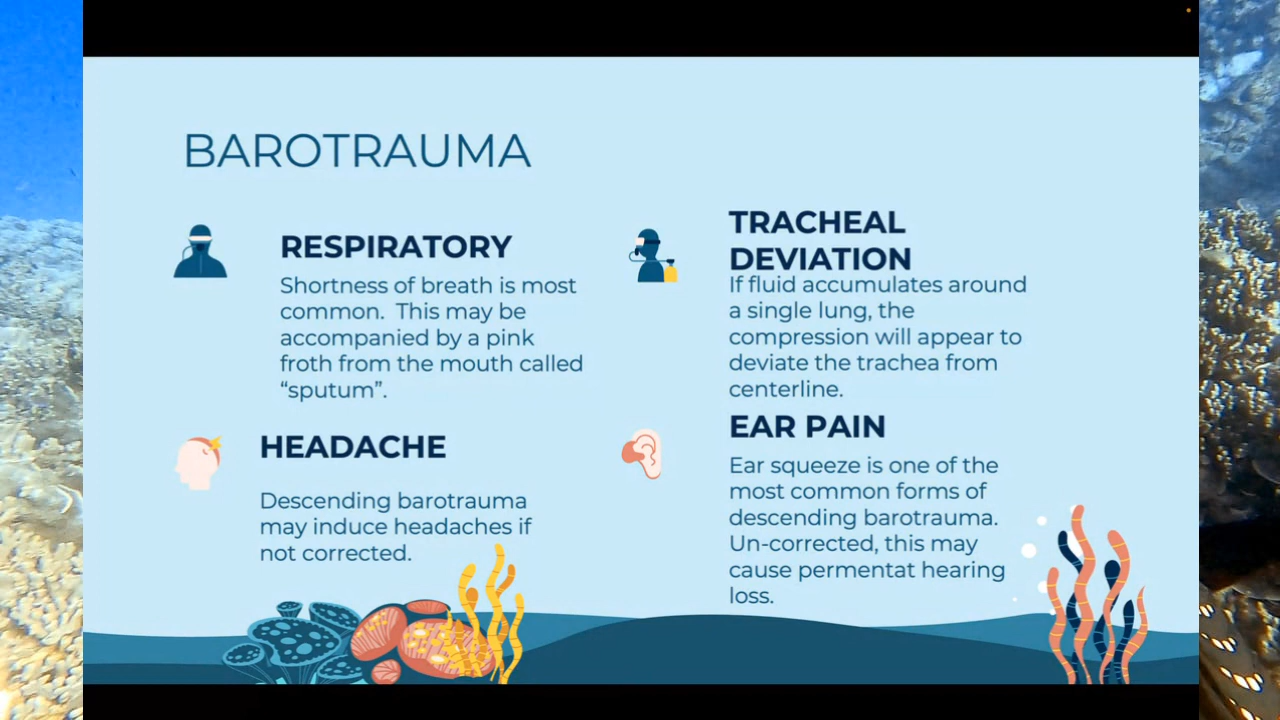 BAROTRAUMA
RESPIRATORY
Shortness of breath is most
common.  This may be
accompanied by a pink
froth from the mouth called
“sputum”.
TRACHEAL
DEVIATION
If fluid accumulates around
a single lung, the
compression will appear to
deviate the trachea from
centerline.
HEADACHE
Descending barotrauma
may induce headaches if
not corrected.
EAR PAIN
Ear squeeze is one of the
most common forms of
descending barotrauma.
Un-corrected, this may
cause permentat hearing
loss.